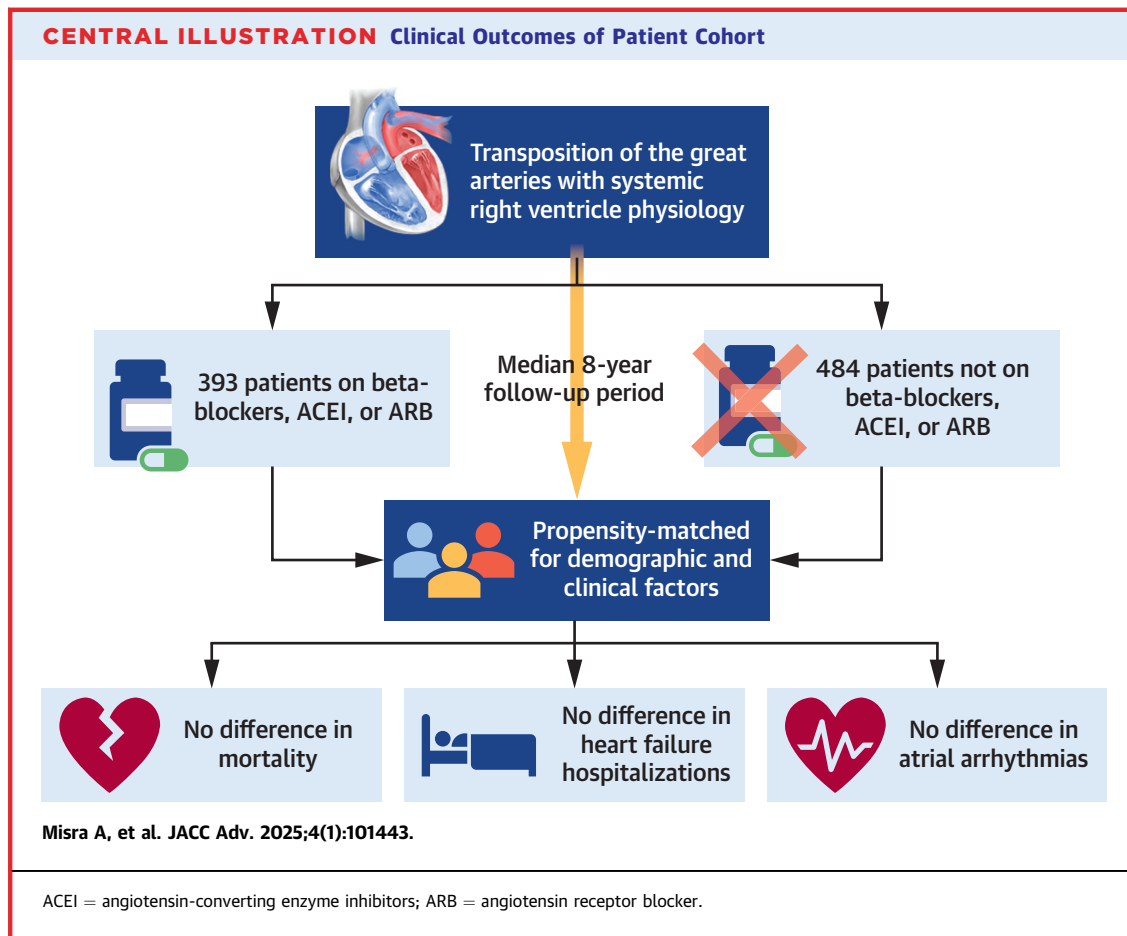 CENTRAL ILLUSTRATION Clinical Outcomes of Patient Cohort
Transposition of the great
arteries with systemic
right ventricle physiology
393 patients on beta-
blockers, ACEI, or ARB
Median 8-year
follow-up period
484 patients not on
beta-blockers,
ACEI, or ARB
Propensity-matched
for demographic and
clinical factors
No difference in
mortality
No difference in
heart failure
hospitalizations
No difference in
atrial arrhythmias
Misra A, et al. JACC Adv. 2025;4(1):101443.
ACEI = angiotensin-converting enzyme inhibitors; ARB = angiotensin receptor blocker.